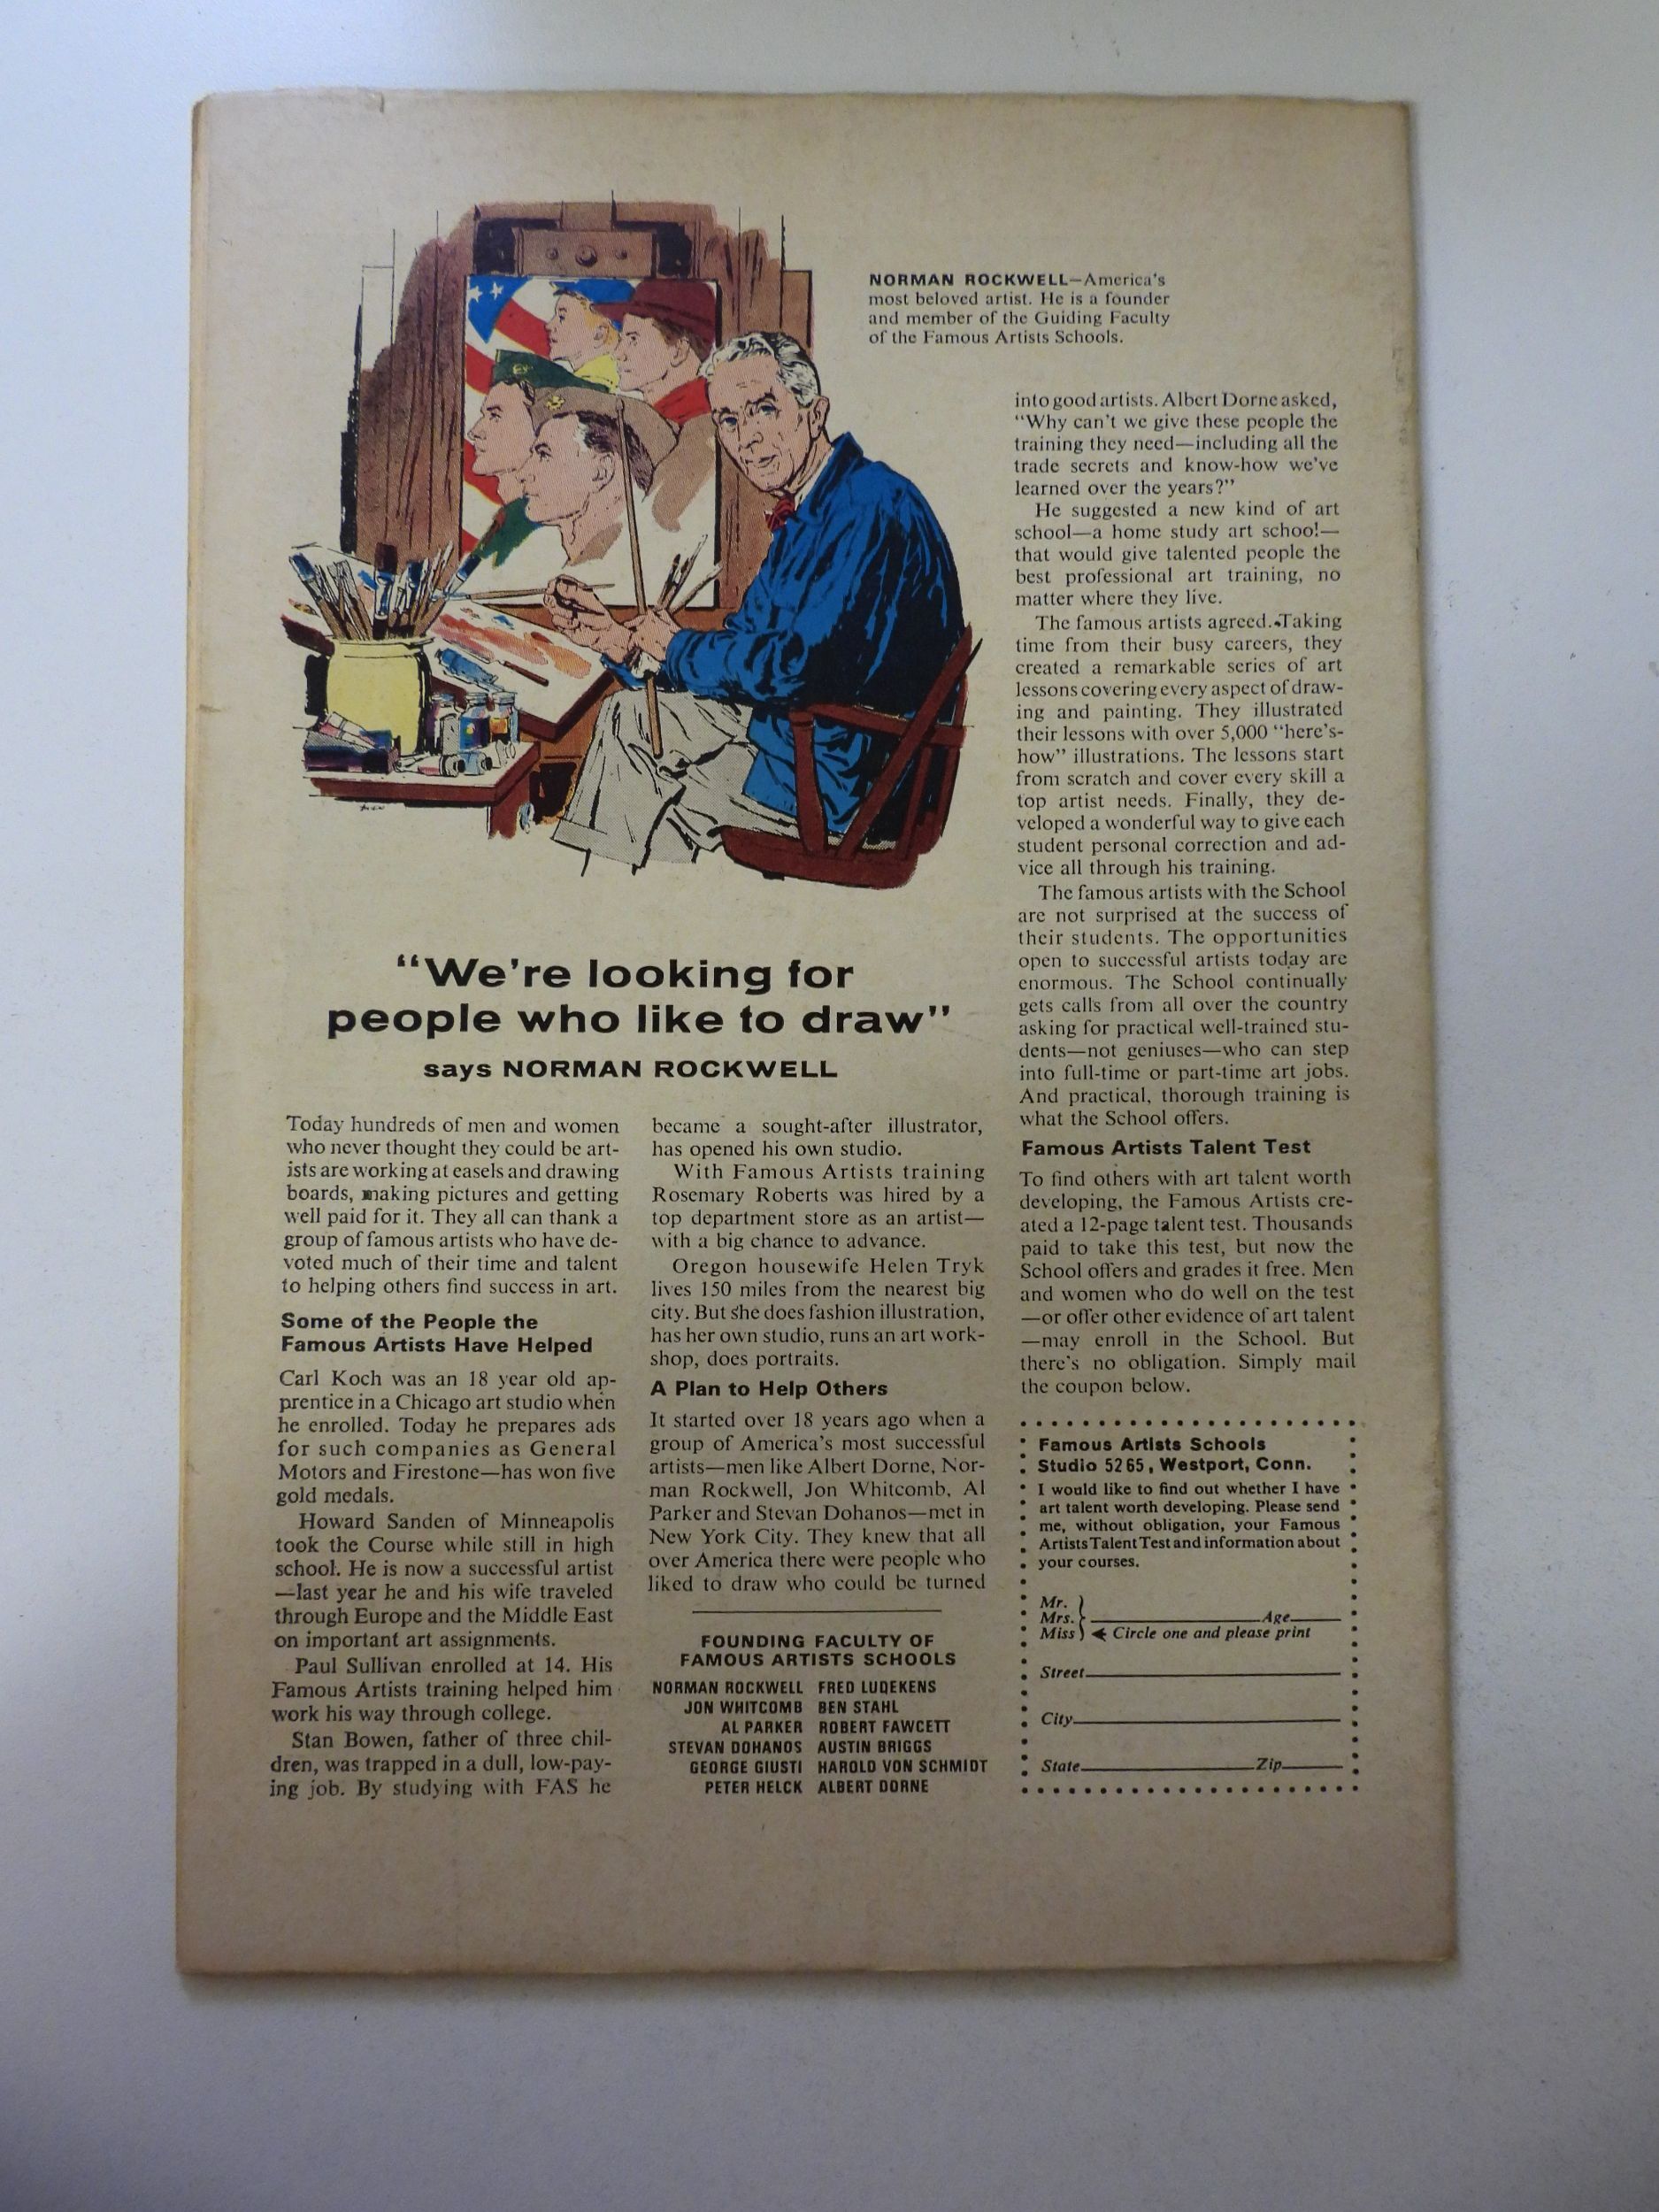 NORMAN ROCKWELL—America's
most beloved artist. He is a founder
and member of the Guiding Faculty
of the Famous Artists Schools.
"We're looking for
people who like to draw"
says NORMAN ROCKWELL
Today hundreds of men and women
who never thought they could be art-
ists are working at easels and drawing
boards, making pictures and getting
well paid for it. They all can thank a
group of famous artists who have de-
voted much of their time and talent
to helping others find success in art.
Some of the People the
Famous Artists Have Helped
Carl Koch was an 18 year old ap-
prentice in a Chicago art studio when
he enrolled. Today he prepares ads
for such companies as General
Motors and Firestone—has won five
gold medals.
Howard Sanden of Minneapolis
took the Course while still in high
school. He is now a successful artist
—last year he and his wife traveled
through Europe and the Middle East
on important art assignments.
Paul Sullivan enrolled at 14. His
Famous Artists training helped him
work his way through college.
Stan Bowen, father of three chil-
dren, was trapped in a dull, low-pay-
ing job. By studying with FAS he
became a sought-after illustrator,
has opened his own studio.
With Famous Artists training
Rosemary Roberts was hired by a
top department store as an artist—
with a big chance to advance.
Oregon housewife Helen Tryk
lives 150 miles from the nearest big
city. But she does fashion illustration,
has her own studio, runs an art work-
shop, does portraits.
A Plan to Help Others
It started over 18 years ago when a
group of America's most successful
artists—men like Albert Dorne, Nor-
man Rockwell, Jon Whitcomb, Al
Parker and Stevan Dohanos—met in
New York City. They knew that all
over America there were people who
liked to draw who could be turned
FOUNDING FACULTY OF
FAMOUS ARTISTS SCHOOLS
NORMAN ROCKWELL FRED LUDEKENS
JON WHITCOMB BEN STAHL
AL PARKER ROBERT FAWCETT
STEVAN DOHANOS AUSTIN BRIGGS
GEORGE GIUSTI HAROLD VON SCHMIDT
PETER HELCK ALBERT DORNE
into good artists. Albert Dorne asked,
"Why can't we give these people the
training they need—including all the
trade secrets and know-how we've
learned over the years?"
He suggested a new kind of art
school—a home study art school—
that would give talented people the
best professional art training, no
matter where they live.
The famous artists agreed. Taking
time from their busy careers, they
created a remarkable series of art
lessons covering every aspect of draw-
ing and painting. They illustrated
their lessons with over 5,000 "here's-
how" illustrations. The lessons start
from scratch and cover every skill a
top artist needs. Finally, they de-
veloped a wonderful way to give each
student personal correction and ad-
vice all through his training.
The famous artists with the School
are not surprised at the success of
their students. The opportunities
open to successful artists today are
enormous. The School continually
gets calls from all over the country
asking for practical well-trained stu-
dents—not geniuses—who can step
into full-time or part-time art jobs.
And practical, thorough training is
what the School offers.
Famous Artists Talent Test
To find others with art talent worth
developing, the Famous Artists cre-
ated a 12-page talent test. Thousands
paid to take this test, but now the
School offers and grades it free. Men
and women who do well on the test
—or offer other evidence of art talent
—may enroll in the School. But
there's no obligation. Simply mail
the coupon below.
Famous Artists Schools
Studio 5265, Westport, Conn.
I would like to find out whether I have
art talent worth developing. Please send
me, without obligation, your Famous
Artists Talent Test and information about
your courses.
Mr.
Mrs. Age
Miss Circle one and please print
Street
City
State Zip